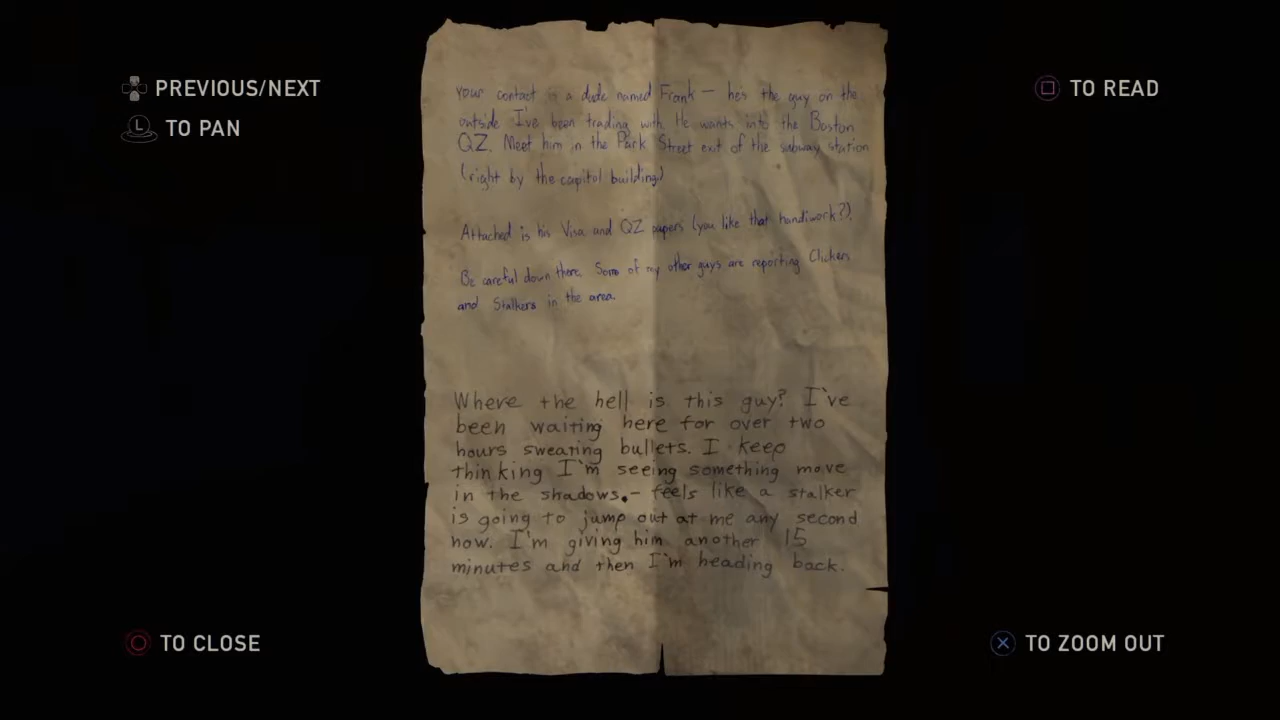 PREVIOUS/NEXT
L TO PAN
TO READ
Your contact is a dude named Frank — he's the guy on the
outside I've been trading with. He wants into the Boston
QZ. Meet him in the Park Street exit of the subway station
(right by the capitol building)
Attached is his Visa and QZ papers (you like that handiwork?).
Be careful down there. Some of my other guys are reporting Clickers
and Stalkers in the area.
Where the hell is this guy? I've
been waiting here for over two
hours sweating bullets. I keep
thinking I'm seeing something move
in the shadows. - feels like a stalker
is going to jump out at me any second
now. I'm giving him another 15
minutes and then I'm heading back.
TO CLOSE
TO ZOOM OUT